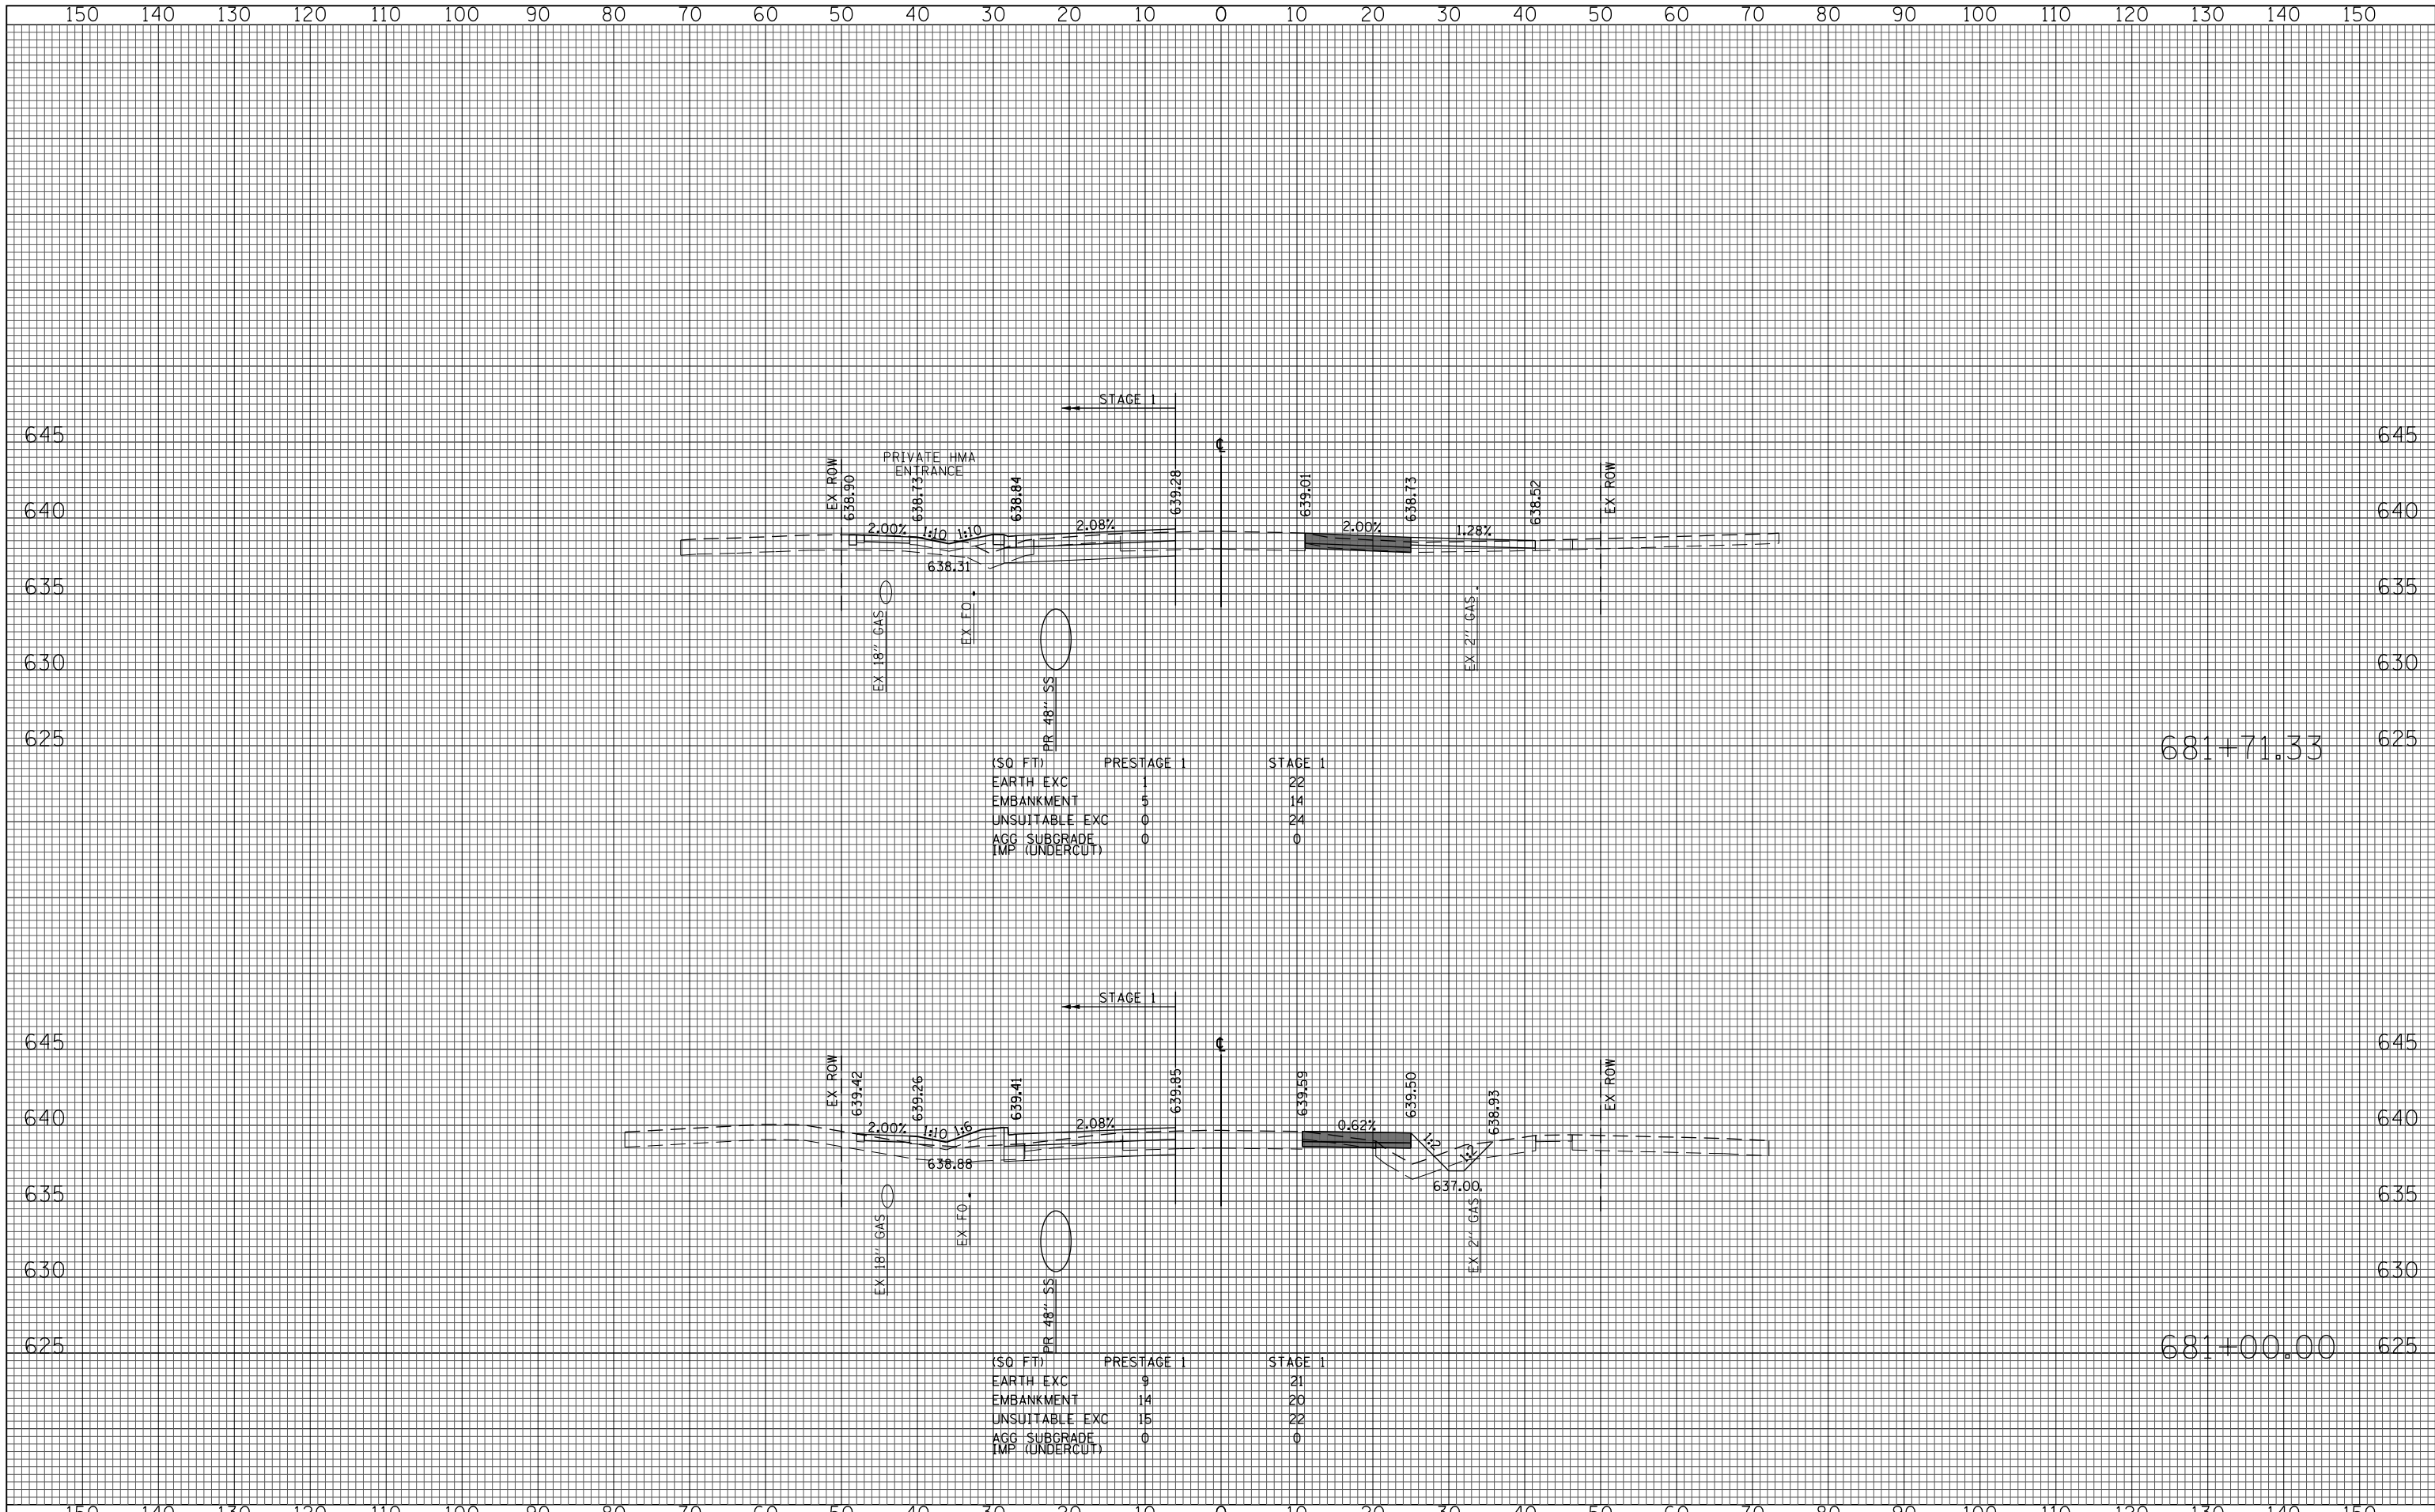 150 140 130 120 110 100 90 80 70 60 50 40 30 20 10 0 10 20 30 40 50 60 70 80 90 100 110 120 130 140 150
STAGE 1
645 645
℄
PRIVATE HMA
ENTRANCE
EX ROW
638.90
638.73
638.84
639.28
639.01
638.73
638.52
EX ROW
640 640
2.00% 1:10 1:10 2.08% 2.00% 1.28%
638.31
635 635
EX 18'' GAS
EX FO
EX 2'' GAS
630 630
PR 48'' SS
625 681+71.33 625
(SQ FT) PRESTAGE 1 STAGE 1
EARTH EXC 1 22
EMBANKMENT 5 14
UNSUITABLE EXC 0 24
AGG SUBGRADE 0 0
IMP (UNDERCUT)
STAGE 1
645 645
℄
EX ROW
639.42
639.26
639.41
639.85
639.59
639.50
638.93
EX ROW
640 640
2.00% 1:10 1:6 2.08% 0.62% 1:2 1:2
638.88
637.00
635 635
EX 18'' GAS
EX FO
EX 2'' GAS
630 630
PR 48'' SS
625 681+00.00 625
(SQ FT) PRESTAGE 1 STAGE 1
EARTH EXC 9 21
EMBANKMENT 14 20
UNSUITABLE EXC 15 22
AGG SUBGRADE 0 0
IMP (UNDERCUT)
150 140 130 120 110 100 90 80 70 60 50 40 30 20 10 0 10 20 30 40 50 60 70 80 90 100 110 120 130 140 150